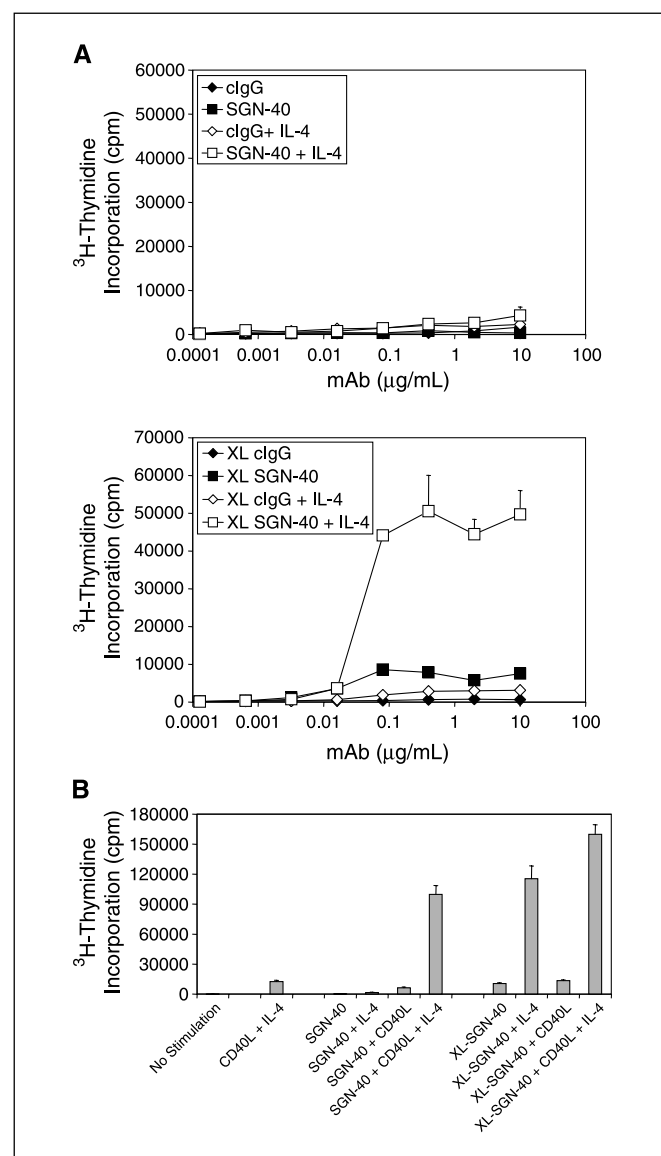 A
60000
50000
40000
30000
20000
10000
0
³H-Thymidine
Incorporation (cpm)
cIgG
SGN-40
cIgG+ IL-4
SGN-40 + IL-4
0.0001 0.001 0.01 0.1 1 10 100
mAb (μg/mL)
70000
60000
50000
40000
30000
20000
10000
0
³H-Thymidine
Incorporation (cpm)
XL cIgG
XL SGN-40
XL cIgG + IL-4
XL SGN-40 + IL-4
0.0001 0.001 0.01 0.1 1 10 100
mAb (μg/mL)
B
180000
150000
120000
90000
60000
30000
0
³H-Thymidine
Incorporation (cpm)
No Stimulation
CD40L + IL-4
SGN-40
SGN-40 + IL-4
SGN-40 + CD40L
SGN-40 + CD40L + IL-4
XL-SGN-40
XL-SGN-40 + IL-4
XL-SGN-40 + CD40L
XL-SGN-40 + CD40L + IL-4